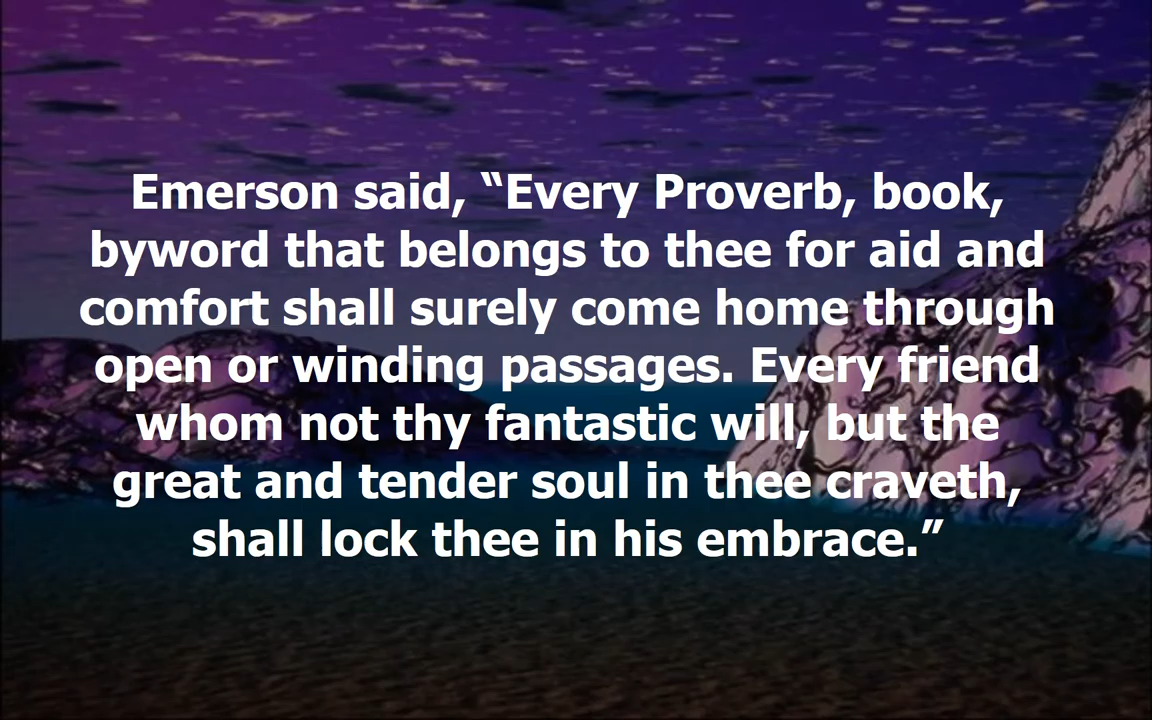 Emerson said, “Every Proverb, book,
byword that belongs to thee for aid and
comfort shall surely come home through
open or winding passages. Every friend
whom not thy fantastic will, but the
great and tender soul in thee craveth,
shall lock thee in his embrace.”